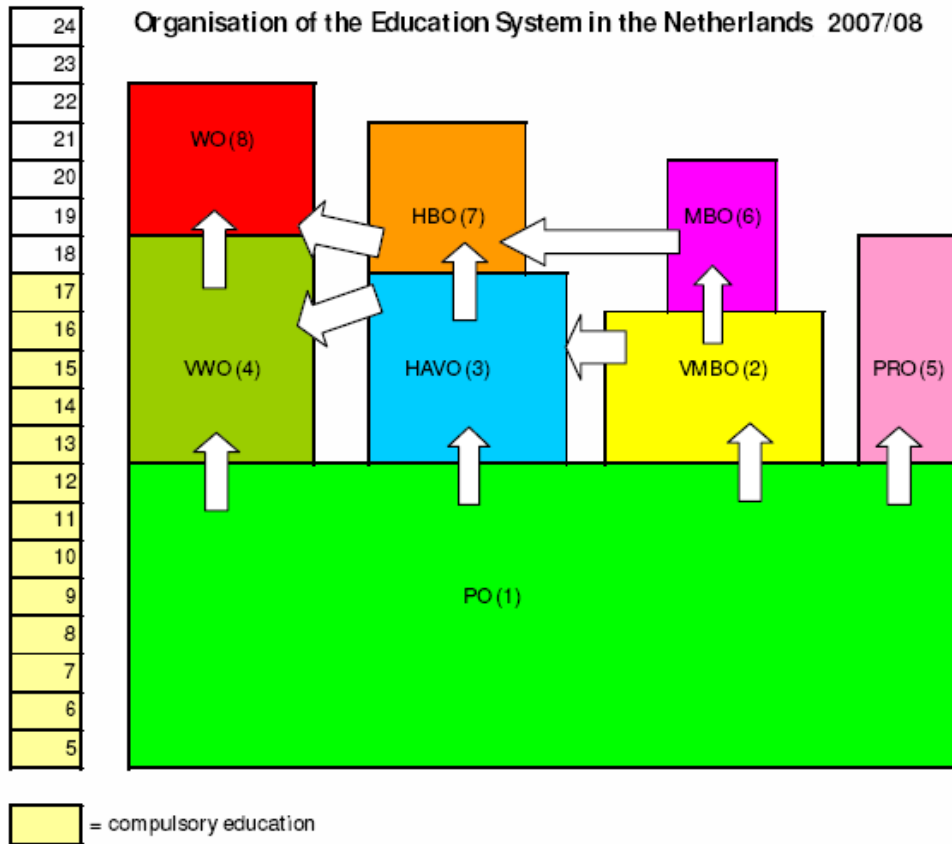 Organisation of the Education System in the Netherlands 2007/08
24
23
22
21
20
19
18
17
16
15
14
13
12
11
10
9
8
7
6
5
WO (8)
HBO (7)
MBO (6)
VWO (4)
HAVO (3)
VMBO (2)
PRO (5)
PO (1)
= compulsory education